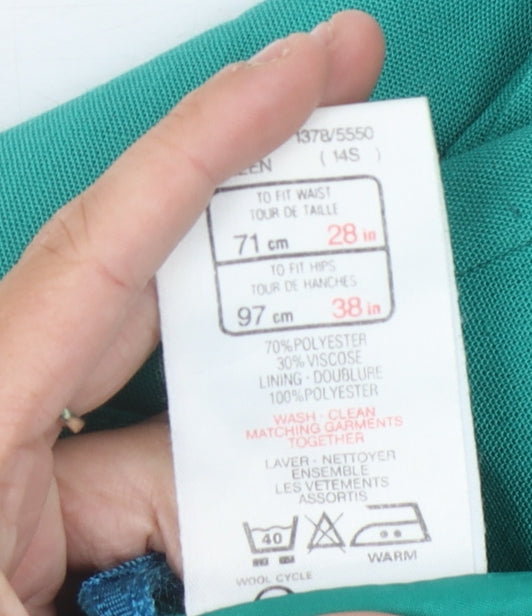 1378/5550
( 14S )
TO FIT WAIST
TOUR DE TAILLE
71 cm 28 in
TO FIT HIPS
TOUR DE HANCHES
97 cm 38 in
70%POLYESTER
30%VISCOSE
LINING - DOUBLURE
100%POLYESTER
WASH - CLEAN
MATCHING GARMENTS
TOGETHER
LAVER - NETTOYER
ENSEMBLE
LES VETEMENTS
ASSORTIS
40
WARM
WOOL CYCLE